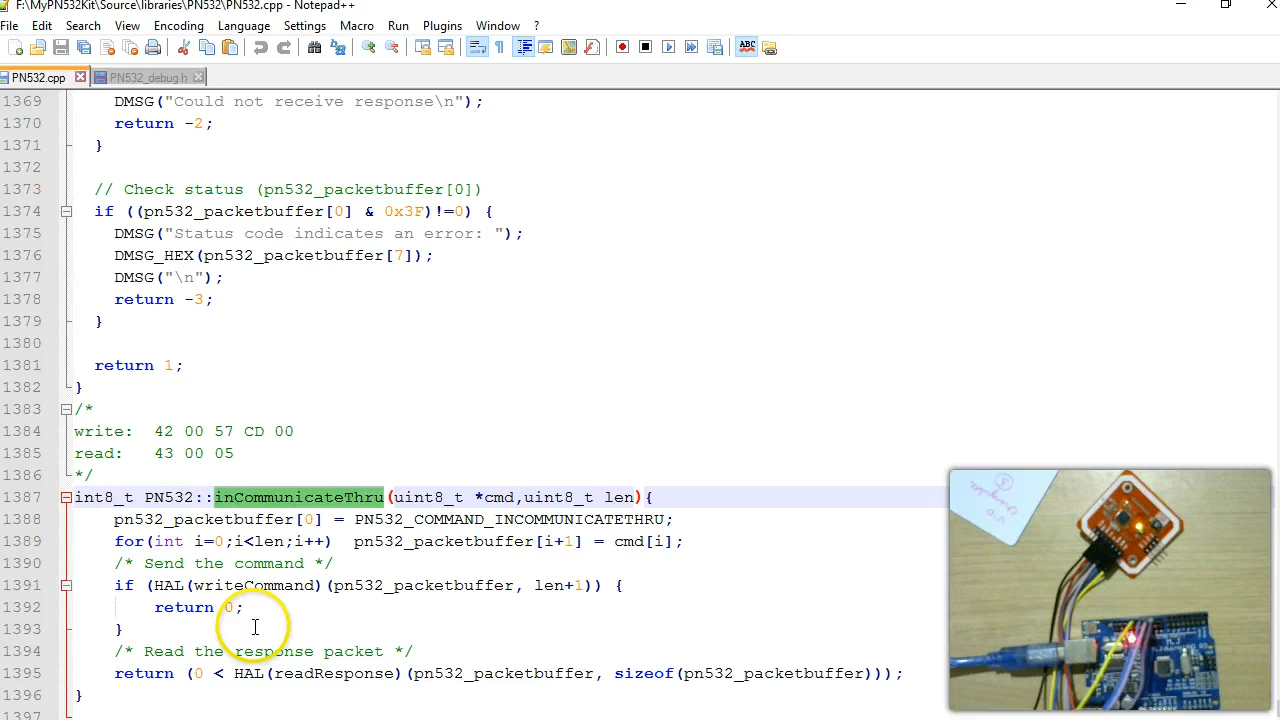 F:\MyPN532Kit\Source\libraries\PN532\PN532.cpp - Notepad++
File Edit Search View Encoding Language Settings Macro Run Plugins Window ?
PN532.cpp PN532_debug.h
1369 DMSG("Could not receive response\n");
1370 return -2;
1371 }
1372
1373 // Check status (pn532_packetbuffer[0])
1374 if ((pn532_packetbuffer[0] & 0x3F)!=0) {
1375 DMSG("Status code indicates an error: ");
1376 DMSG_HEX(pn532_packetbuffer[7]);
1377 DMSG("\n");
1378 return -3;
1379 }
1380
1381 return 1;
1382 }
1383 /*
1384 write: 42 00 57 CD 00
1385 read: 43 00 05
1386 */
1387 int8_t PN532::inCommunicateThru(uint8_t *cmd,uint8_t len){
1388 pn532_packetbuffer[0] = PN532_COMMAND_INCOMMUNICATETHRU;
1389 for(int i=0;i<len;i++) pn532_packetbuffer[i+1] = cmd[i];
1390 /* Send the command */
1391 if (HAL(writeCommand)(pn532_packetbuffer, len+1)) {
1392 return 0;
1393 }
1394 /* Read the response packet */
1395 return (0 < HAL(readResponse)(pn532_packetbuffer, sizeof(pn532_packetbuffer)));
1396 }
1397